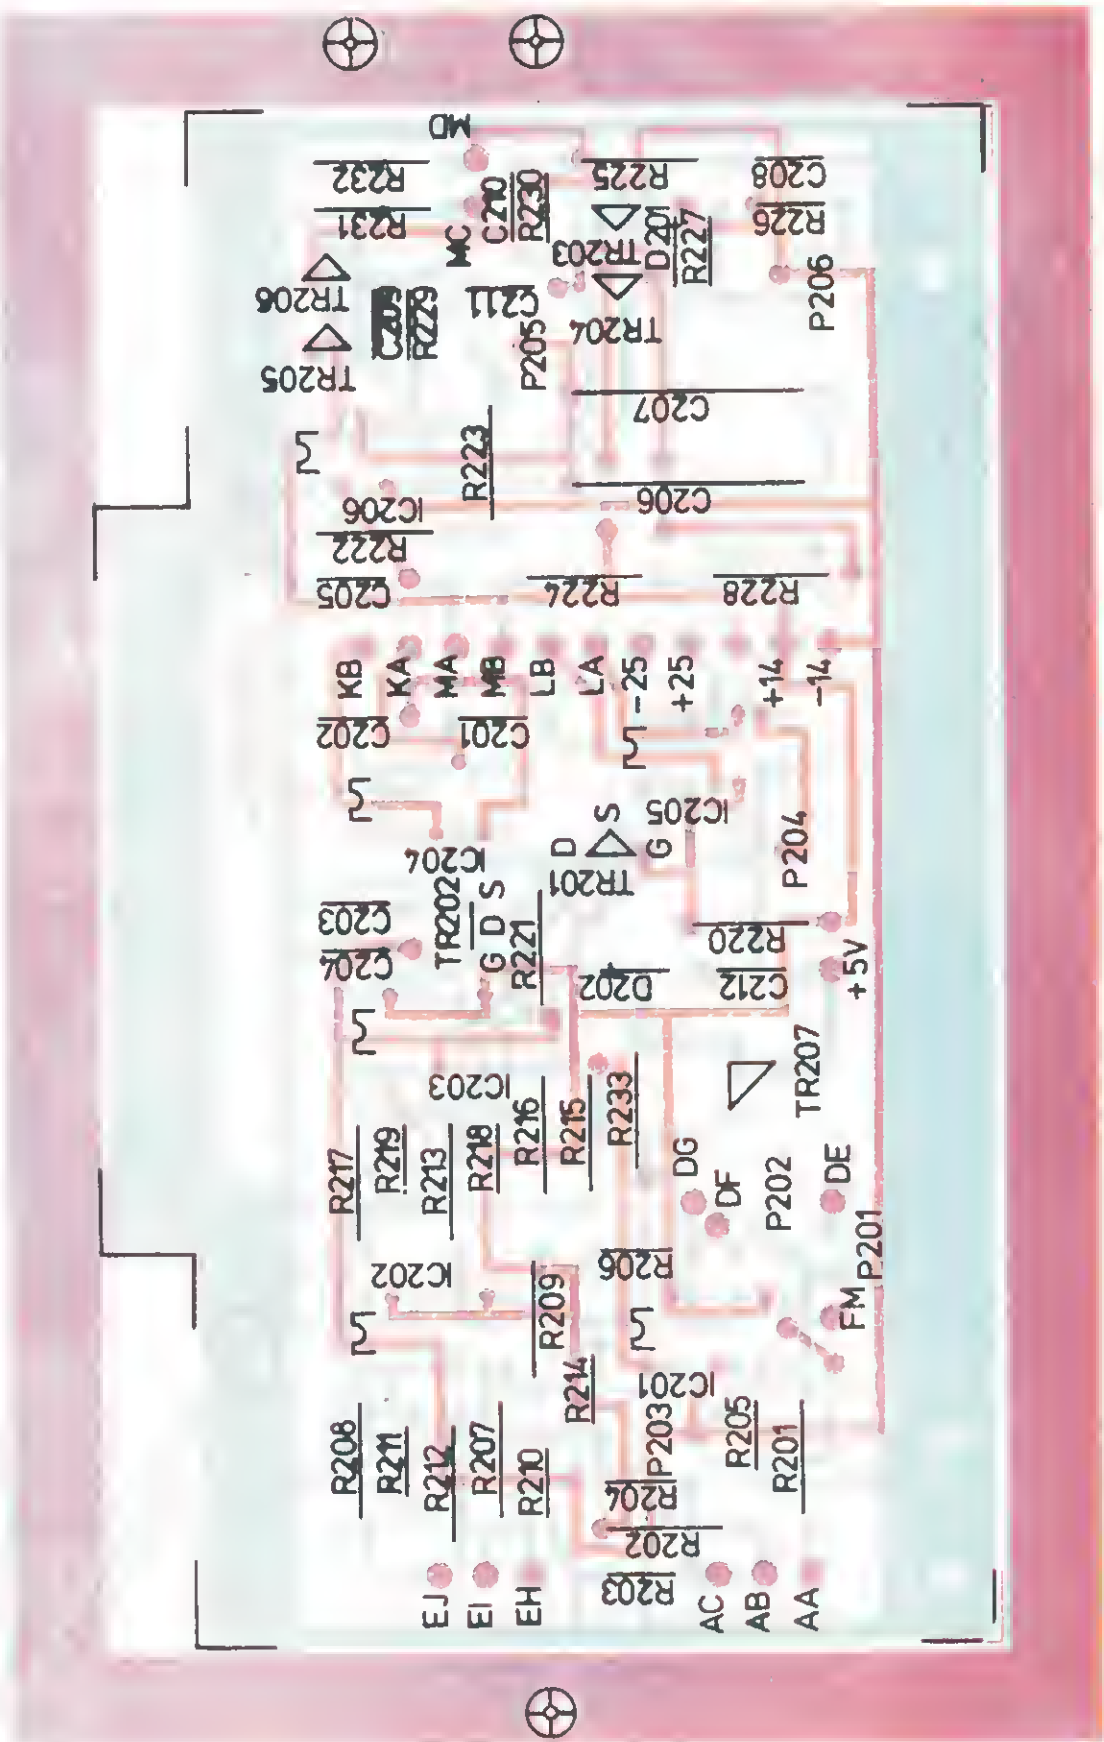 MD
R232
C210
R230
R225
C208
R231
MC
TR203
D201
R227
R226
TR206
C209
R229
C211
P205
TR204
P206
TR205
C207
R223
IC206
C206
R222
C205
R224
R228
KB
KA
MA
MB
LB
LA
-25
+25
+14
-14
C202
C201
IC204
D
S
G
TR201
IC205
P204
C203
C204
TR202
G D S
R221
R220
D202
C212
+5V
IC203
TR207
R217
R219
R213
R218
R216
R215
R233
DG
DF
P202
DE
IC202
R209
R206
FM
P201
R208
R211
R212
R207
R210
R214
IC201
P203
R205
R201
R204
R202
R203
EJ
EI
EH
AC
AB
AA